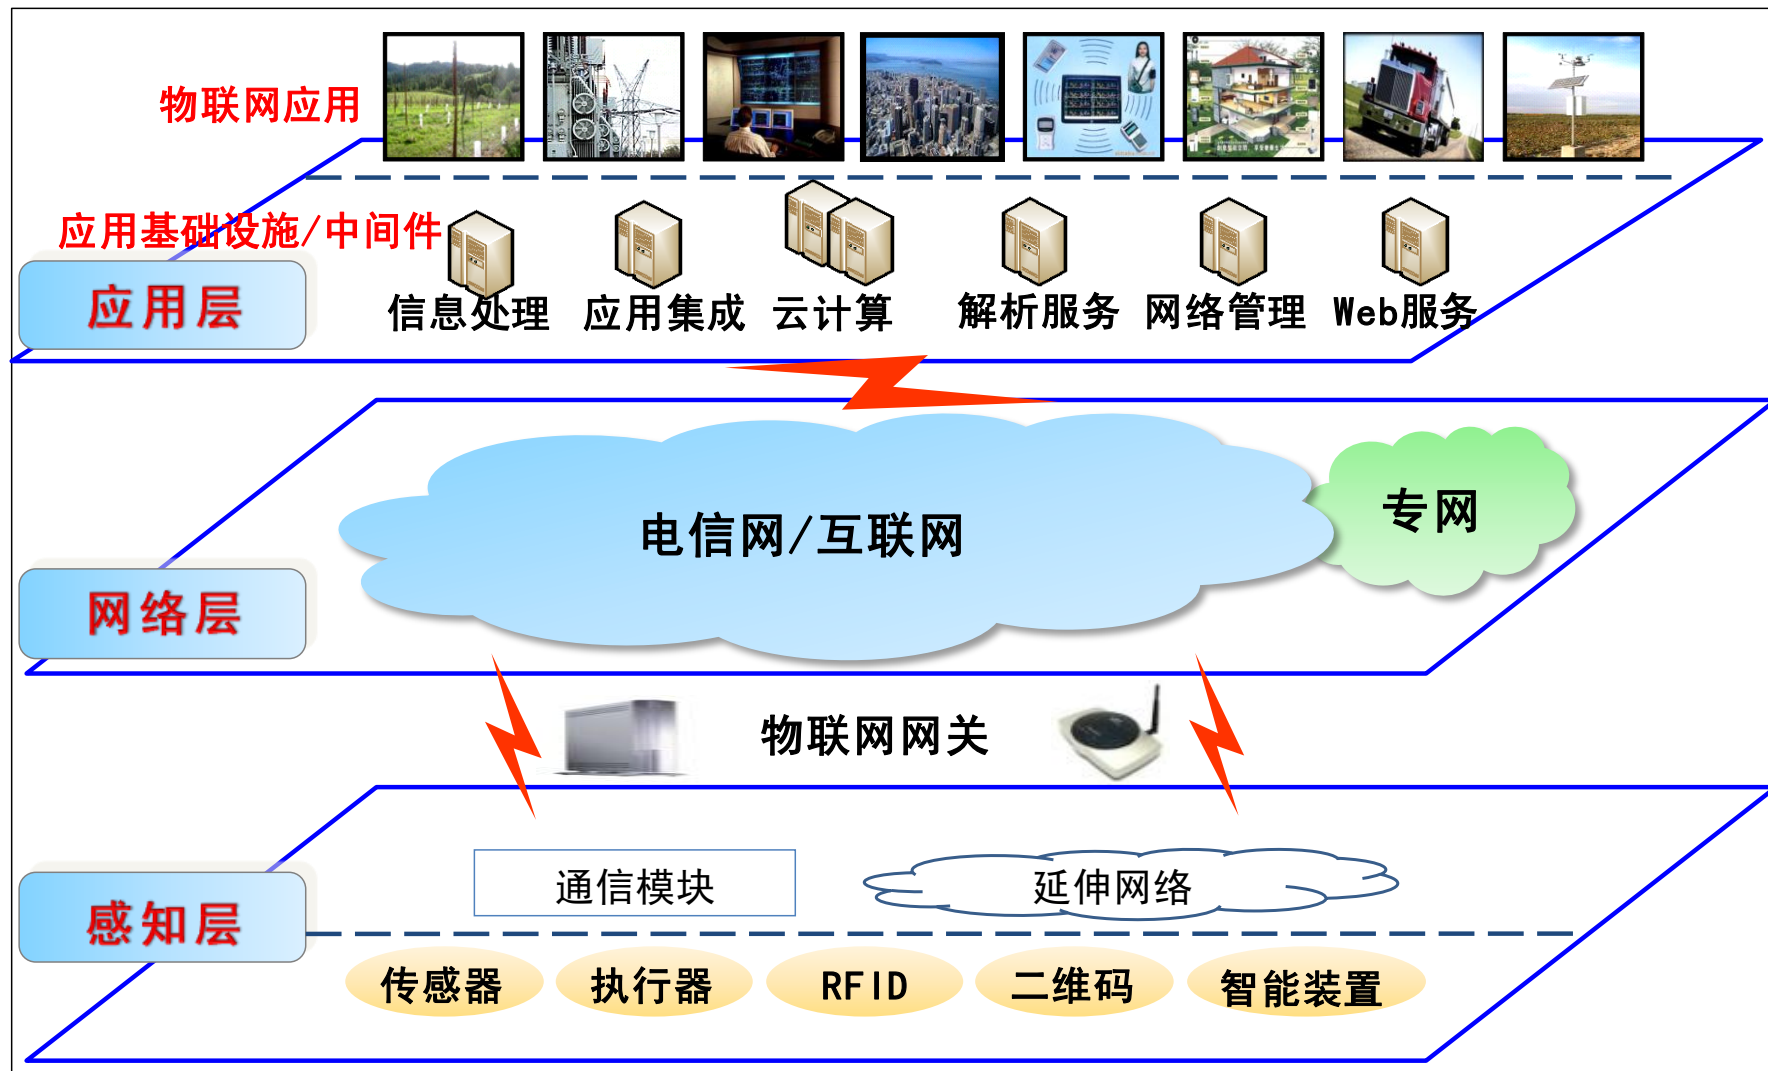 物联网应用
应用基础设施/中间件
应用层
信息处理
应用集成
云计算
解析服务
网络管理
Web服务
电信网/互联网
专网
网络层
物联网网关
通信模块
延伸网络
感知层
传感器
执行器
RFID
二维码
智能装置